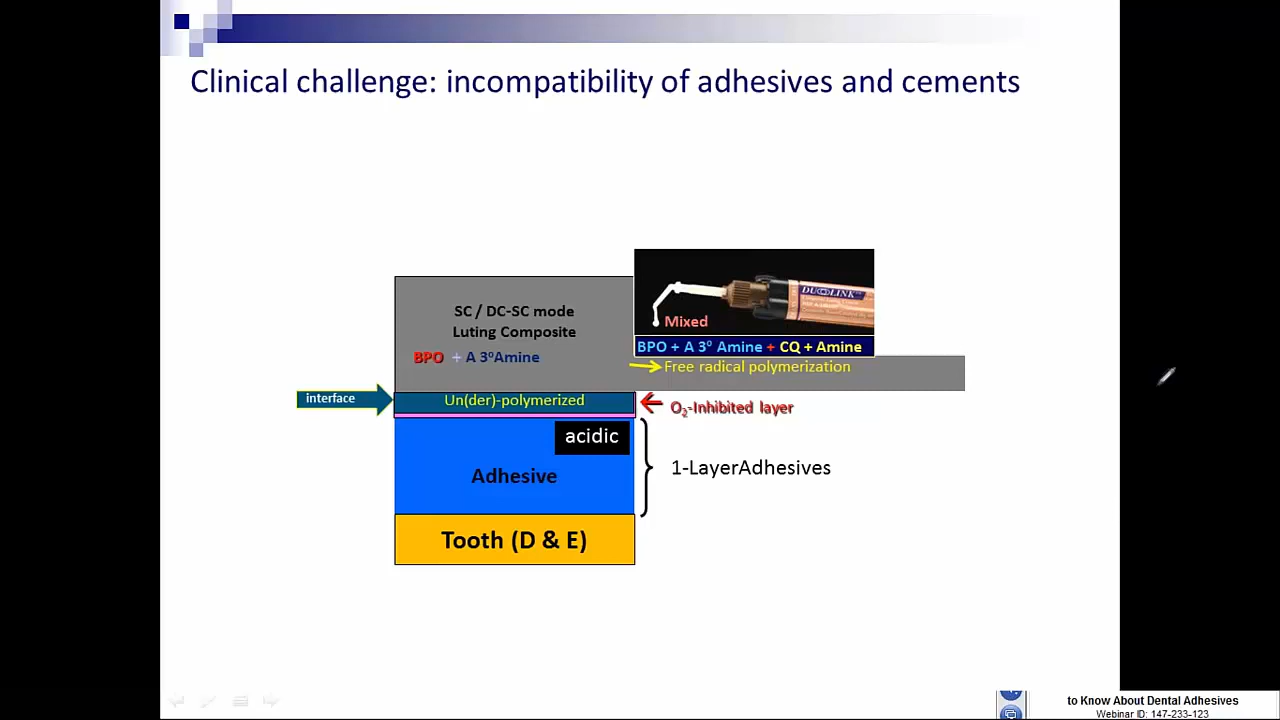 Clinical challenge: incompatibility of adhesives and cements
SC / DC-SC mode
Luting Composite
BPO + A 3ºAmine
DUOLINK
Mixed
BPO + A 3º Amine + CQ + Amine
Free radical polymerization
interface
Un(der)-polymerized
O₂-Inhibited layer
acidic
Adhesive
1-LayerAdhesives
Tooth (D & E)
to Know About Dental Adhesives
Webinar ID: 147-233-123